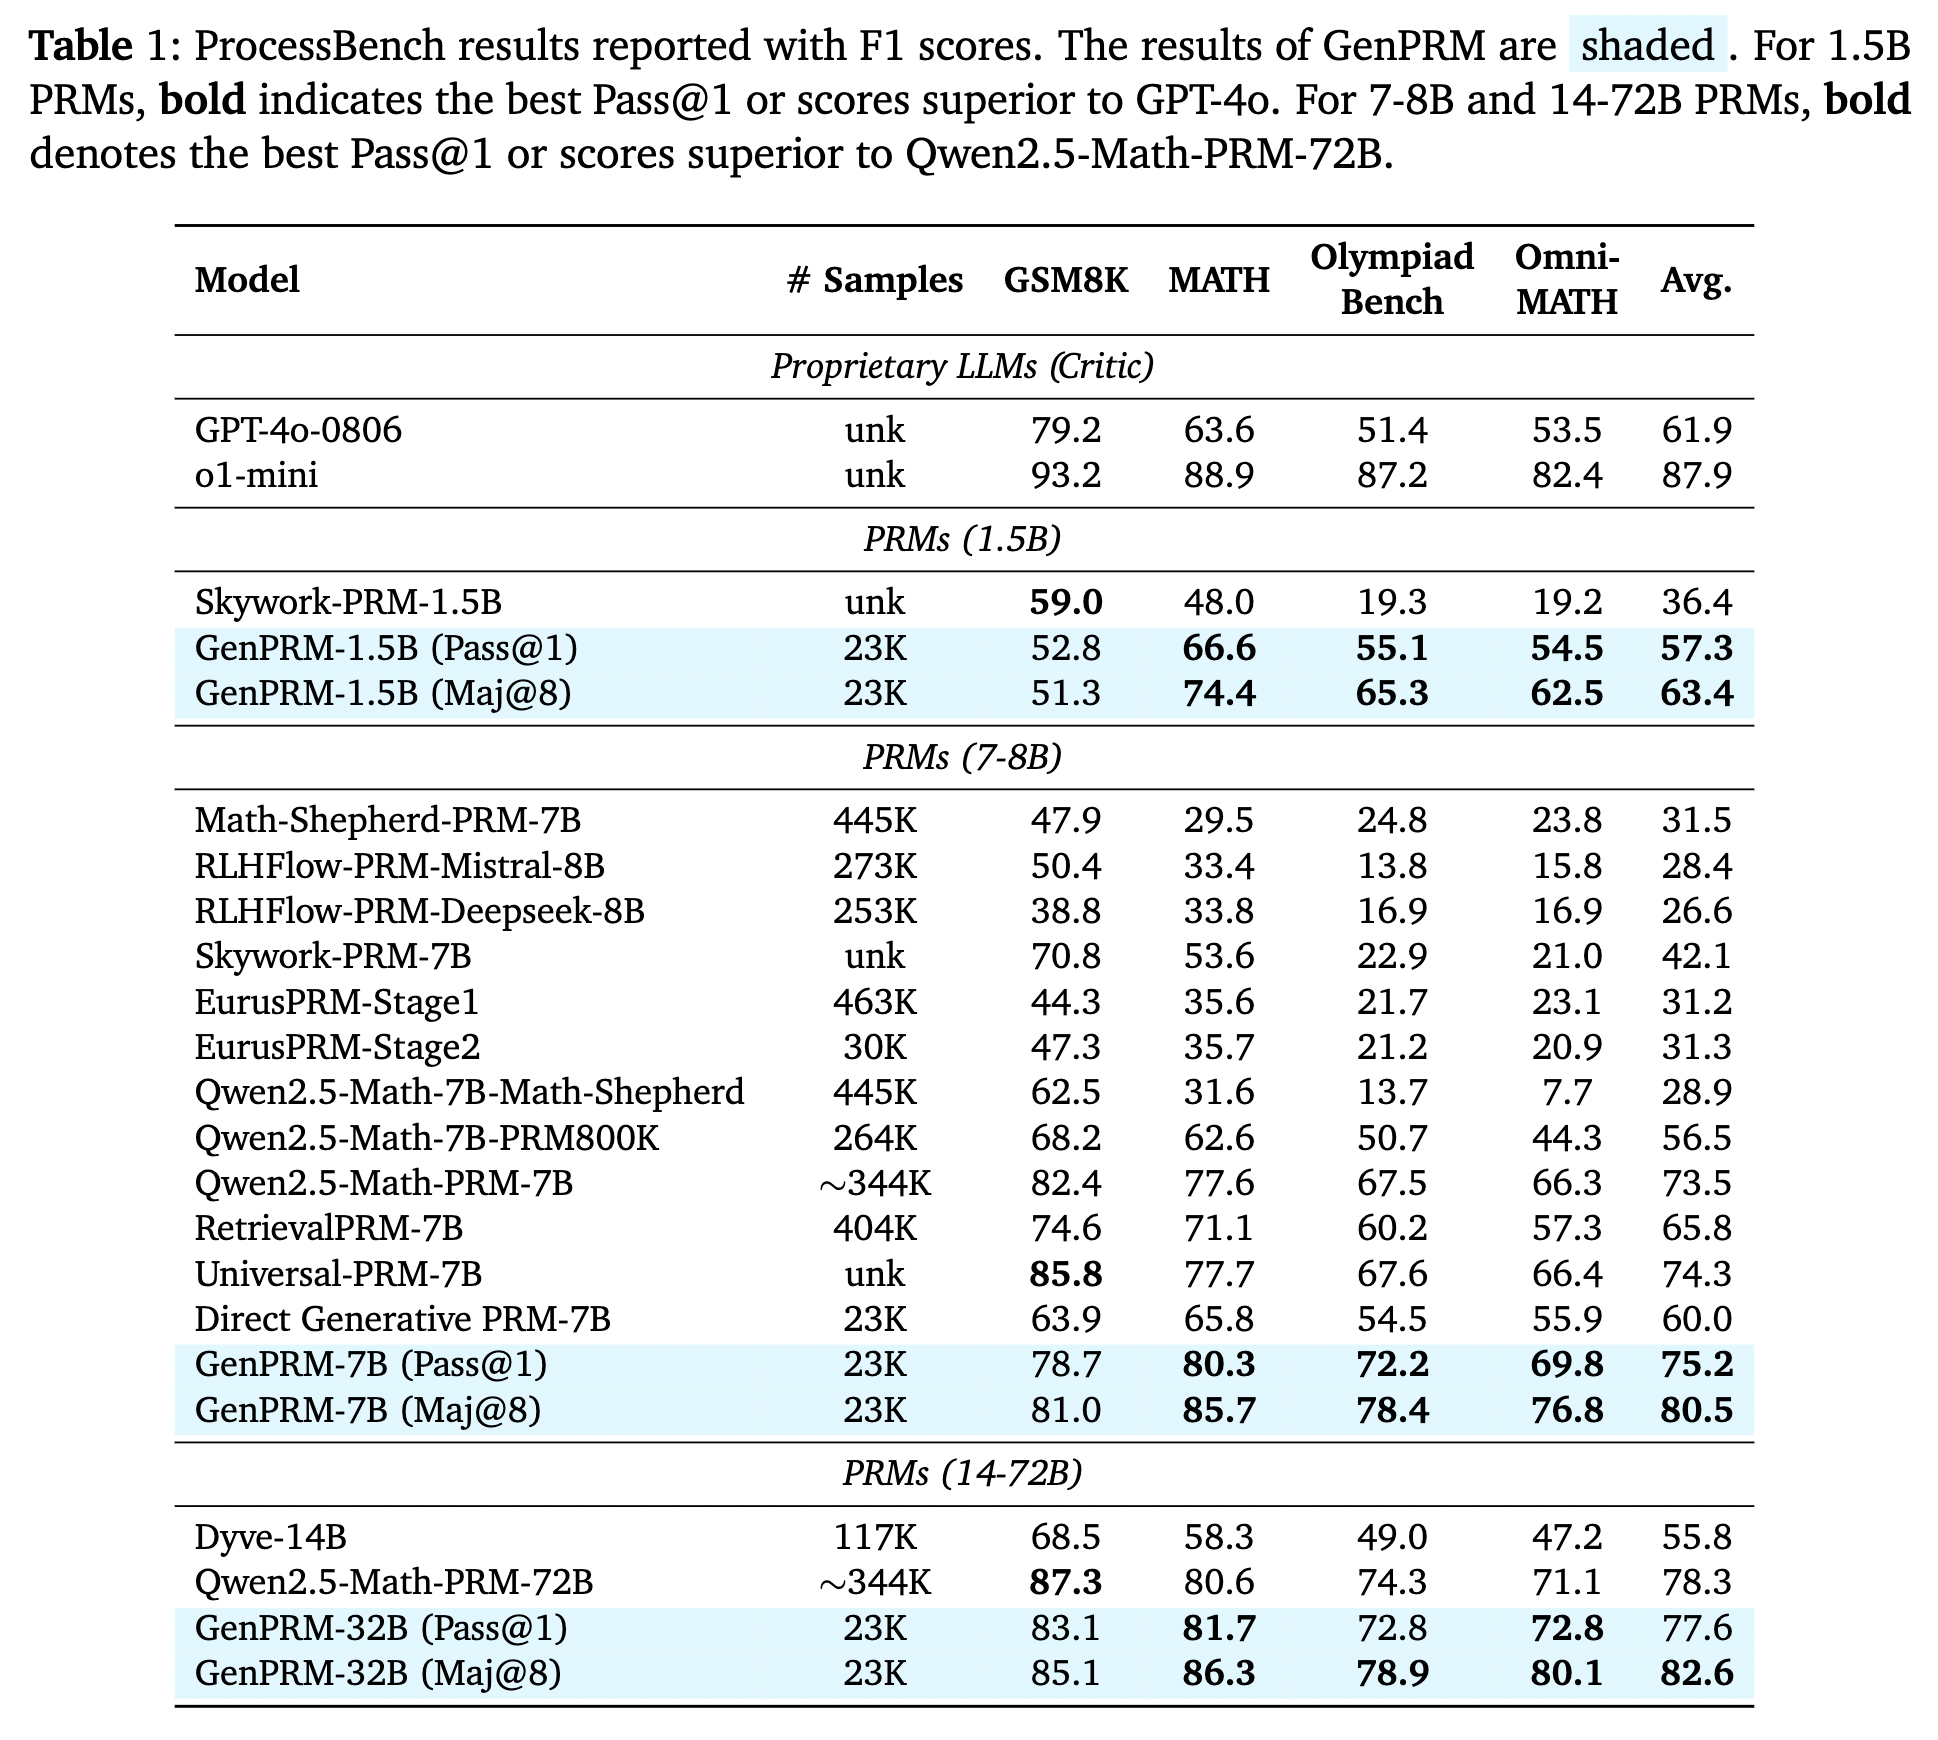 Table 1: ProcessBench results reported with F1 scores. The results of GenPRM are shaded . For 1.5B
PRMs, bold indicates the best Pass@1 or scores superior to GPT-4o. For 7-8B and 14-72B PRMs, bold
denotes the best Pass@1 or scores superior to Qwen2.5-Math-PRM-72B.
Model # Samples GSM8K MATH Olympiad Bench Omni-MATH Avg.
Proprietary LLMs (Critic)
GPT-4o-0806 unk 79.2 63.6 51.4 53.5 61.9
o1-mini unk 93.2 88.9 87.2 82.4 87.9
PRMs (1.5B)
Skywork-PRM-1.5B unk 59.0 48.0 19.3 19.2 36.4
GenPRM-1.5B (Pass@1) 23K 52.8 66.6 55.1 54.5 57.3
GenPRM-1.5B (Maj@8) 23K 51.3 74.4 65.3 62.5 63.4
PRMs (7-8B)
Math-Shepherd-PRM-7B 445K 47.9 29.5 24.8 23.8 31.5
RLHFlow-PRM-Mistral-8B 273K 50.4 33.4 13.8 15.8 28.4
RLHFlow-PRM-Deepseek-8B 253K 38.8 33.8 16.9 16.9 26.6
Skywork-PRM-7B unk 70.8 53.6 22.9 21.0 42.1
EurusPRM-Stage1 463K 44.3 35.6 21.7 23.1 31.2
EurusPRM-Stage2 30K 47.3 35.7 21.2 20.9 31.3
Qwen2.5-Math-7B-Math-Shepherd 445K 62.5 31.6 13.7 7.7 28.9
Qwen2.5-Math-7B-PRM800K 264K 68.2 62.6 50.7 44.3 56.5
Qwen2.5-Math-PRM-7B ~344K 82.4 77.6 67.5 66.3 73.5
RetrievalPRM-7B 404K 74.6 71.1 60.2 57.3 65.8
Universal-PRM-7B unk 85.8 77.7 67.6 66.4 74.3
Direct Generative PRM-7B 23K 63.9 65.8 54.5 55.9 60.0
GenPRM-7B (Pass@1) 23K 78.7 80.3 72.2 69.8 75.2
GenPRM-7B (Maj@8) 23K 81.0 85.7 78.4 76.8 80.5
PRMs (14-72B)
Dyve-14B 117K 68.5 58.3 49.0 47.2 55.8
Qwen2.5-Math-PRM-72B ~344K 87.3 80.6 74.3 71.1 78.3
GenPRM-32B (Pass@1) 23K 83.1 81.7 72.8 72.8 77.6
GenPRM-32B (Maj@8) 23K 85.1 86.3 78.9 80.1 82.6